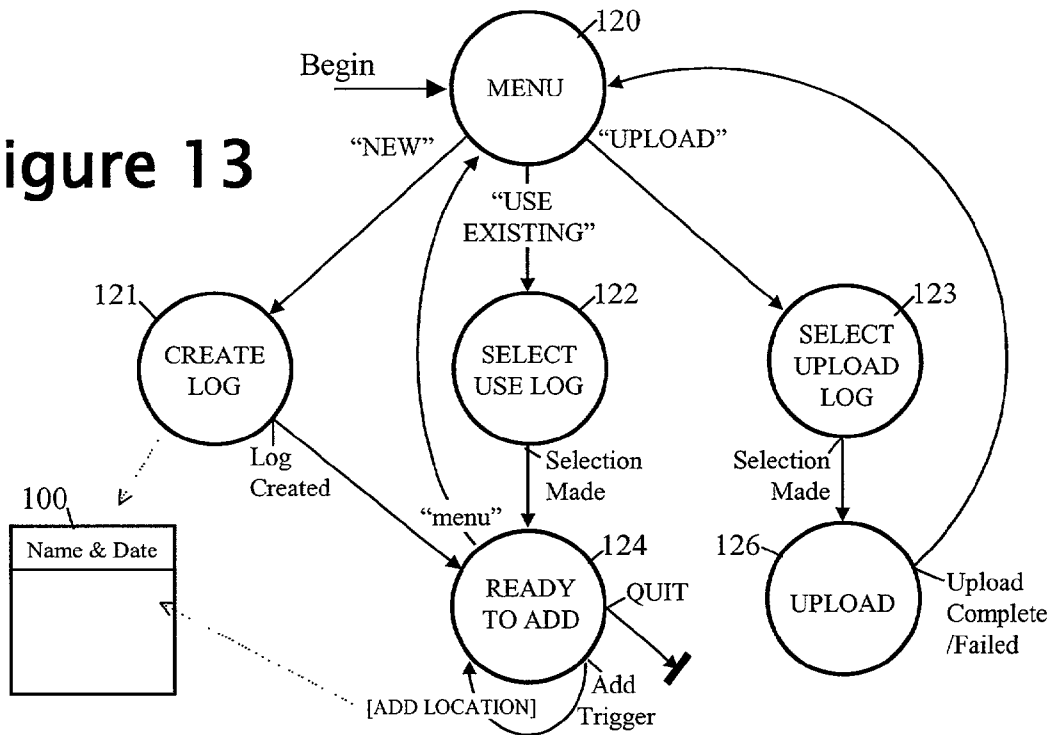 120
Begin
MENU
igure 13
"NEW"
"UPLOAD"
"USE
EXISTING"
121
122
123
CREATE
LOG
SELECT
USE LOG
SELECT
UPLOAD
LOG
Log
Created
Selection
Made
Selection
Made
100
Name & Date
"menu"
124
126
READY
TO ADD
QUIT
UPLOAD
Upload
Complete
/Failed
[ADD LOCATION]
Add
Trigger